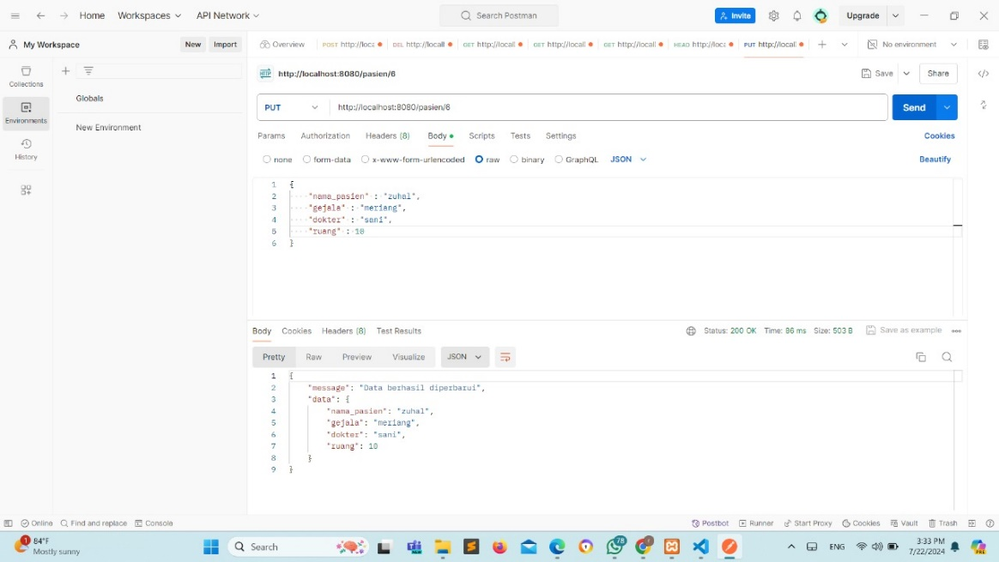 Home Workspaces API Network Search Postman Invite Upgrade
My Workspace New Import Overview POST http://loca DEL http://locall GET http://locall GET http://locall GET http://locall HEAD http://loca PUT http://locall No environment
Collections
Environments
History
Globals
New Environment
HTTP http://localhost:8080/pasien/6 Save Share
PUT http://localhost:8080/pasien/6 Send
Params Authorization Headers (8) Body Scripts Tests Settings Cookies
none form-data x-www-form-urlencoded raw binary GraphQL JSON Beautify
1 {
2 "nama_pasien" : "zuhal",
3 "gejala" : "meriang",
4 "dokter" : "sani",
5 "ruang" : 10
6 }
Body Cookies Headers (8) Test Results Status: 200 OK Time: 86 ms Size: 503 B Save as example
Pretty Raw Preview Visualize JSON
1 {
2 "message": "Data berhasil diperbarui",
3 "data": {
4 "nama_pasien": "zuhal",
5 "gejala": "meriang",
6 "dokter": "sani",
7 "ruang": 10
8 }
9 }
Online Find and replace Console Postbot Runner Start Proxy Cookies Vault Trash
1 84°F
Mostly sunny
Search
78
ENG
3:33 PM
7/22/2024
PRE